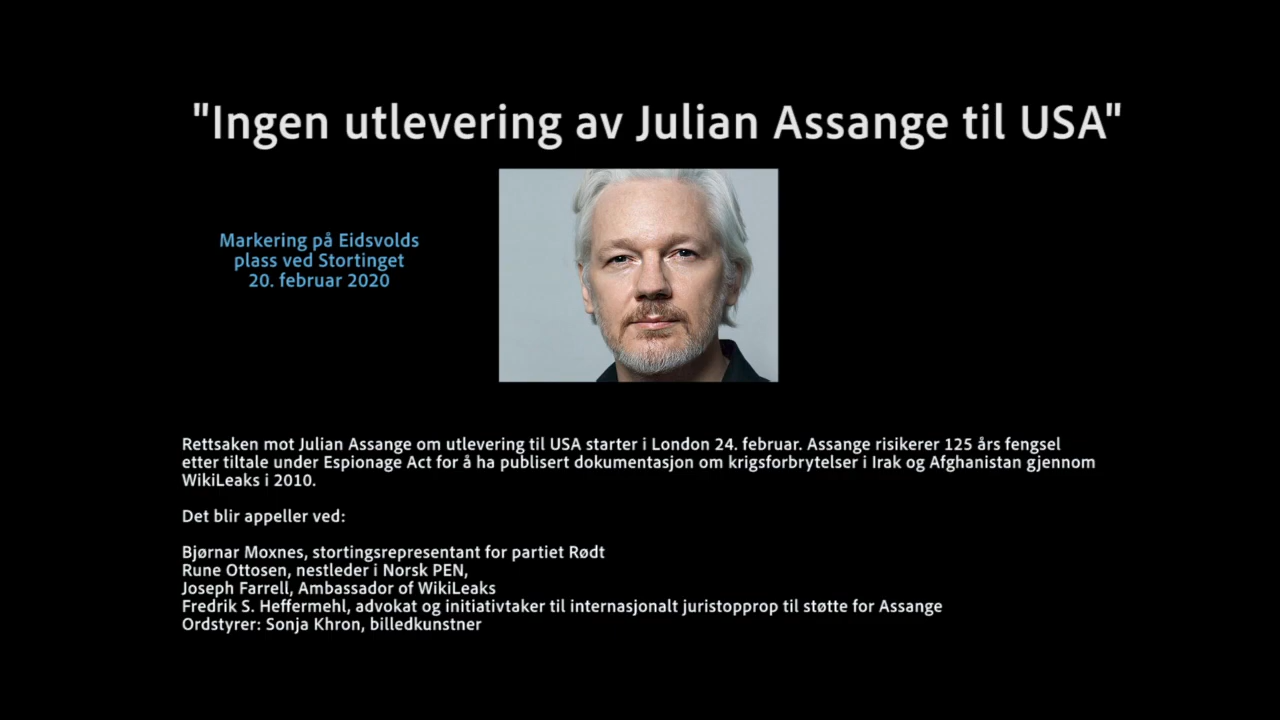 "Ingen utlevering av Julian Assange til USA"
Markering på Eidsvolds
plass ved Stortinget
20. februar 2020
Rettsaken mot Julian Assange om utlevering til USA starter i London 24. februar. Assange risikerer 125 års fengsel
etter tiltale under Espionage Act for å ha publisert dokumentasjon om krigsforbrytelser i Irak og Afghanistan gjennom
WikiLeaks i 2010.
Det blir appeller ved:
Bjørnar Moxnes, stortingsrepresentant for partiet Rødt
Rune Ottosen, nestleder i Norsk PEN,
Joseph Farrell, Ambassador of WikiLeaks
Fredrik S. Heffermehl, advokat og initiativtaker til internasjonalt juristopprop til støtte for Assange
Ordstyrer: Sonja Khron, billedkunstner